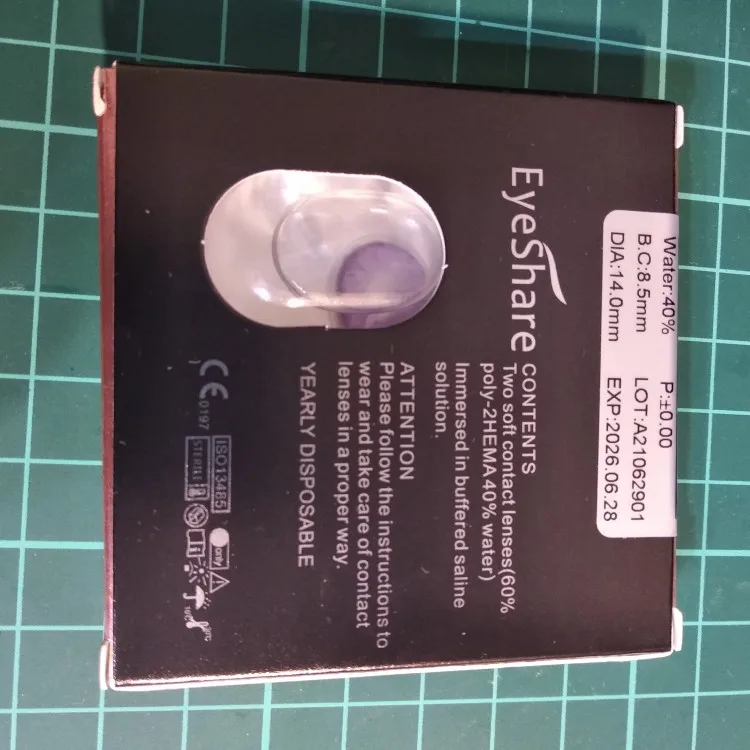 Water:40% P:±0.00
B.C:8.5mm LOT:A21062901
DIA:14.0mm EXP:2026.06.28
EyeShare
CONTENTS
Two soft contact lenses(60%
poly-2HEMA40% water)
Immersed in buffered saline
solution.
ATTENTION
Please follow the instructions to
wear and take care of contact
lenses in a proper way.
YEARLY DISPOSABLE
CE 0197
ISO13485
only
STERILE